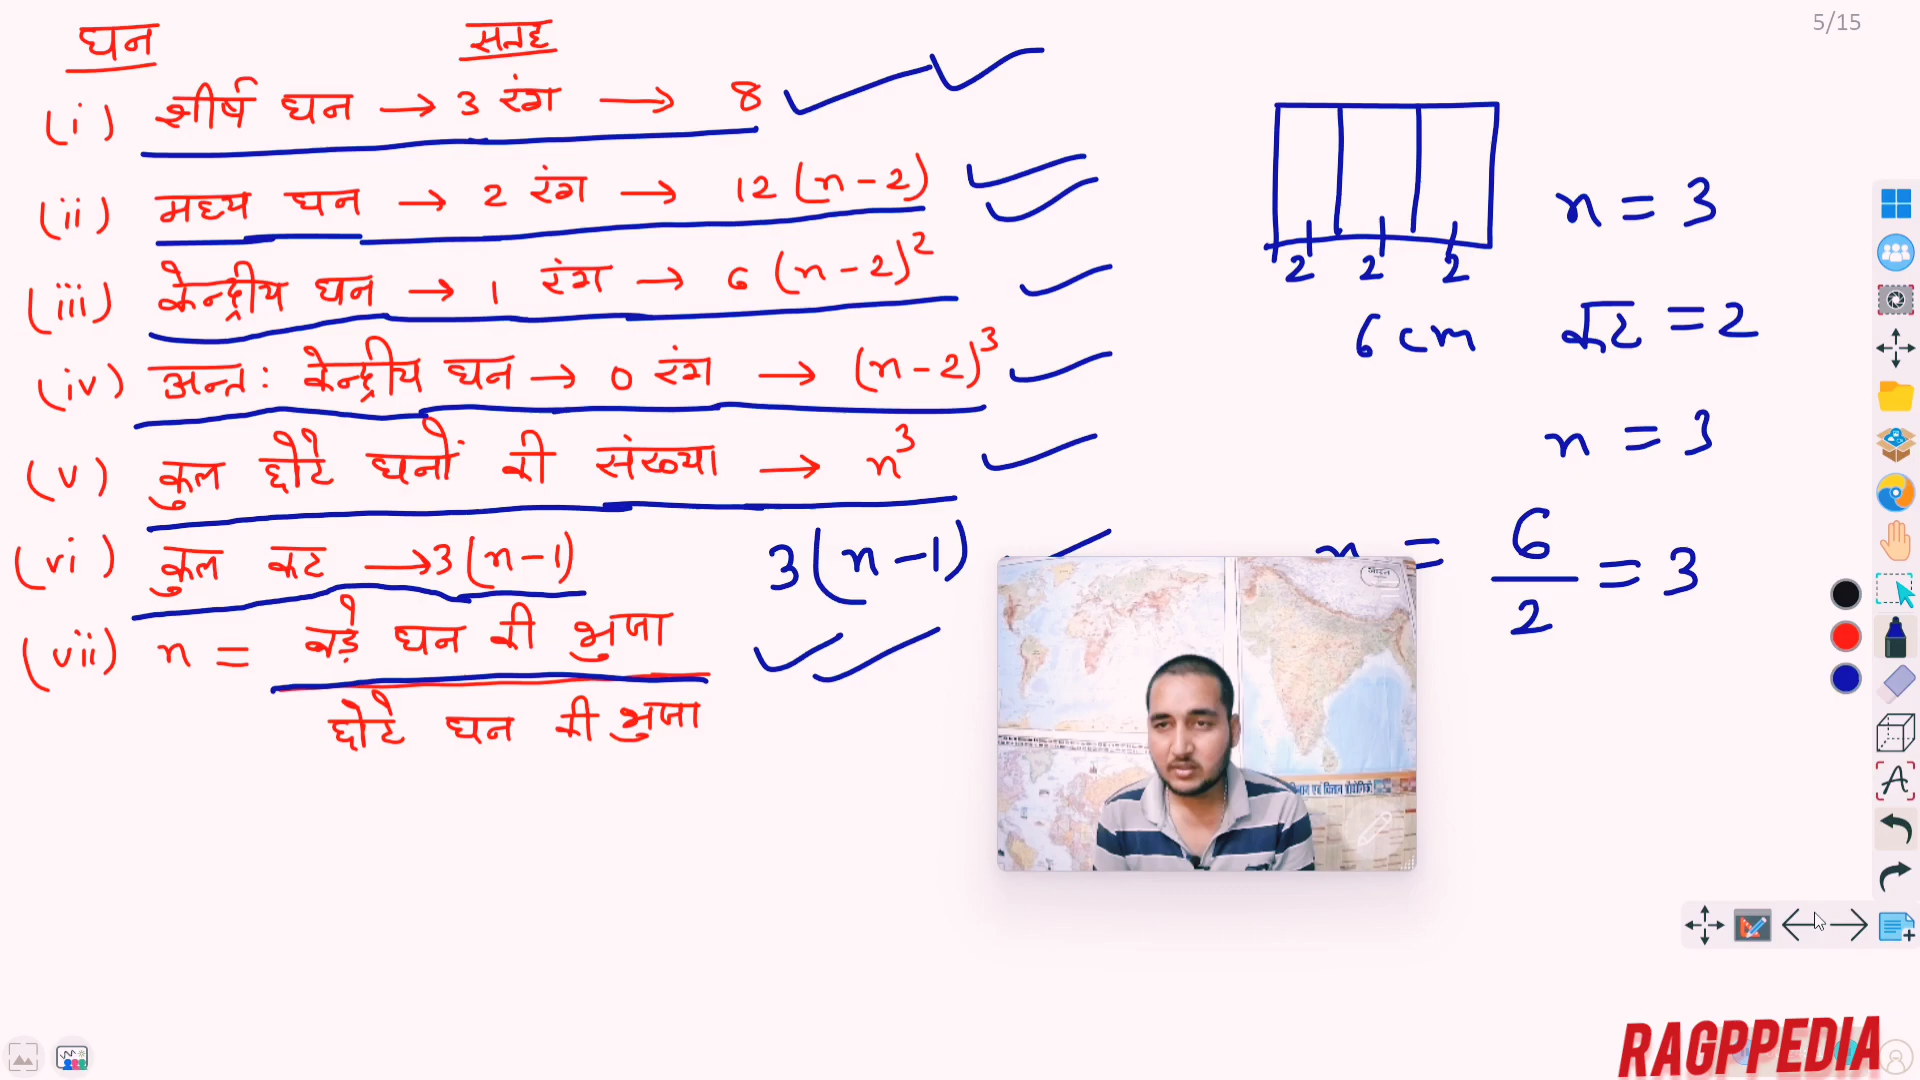 5/15
घन सतह
(i) शीर्ष घन → 3 रंग → 8
(ii) मध्य घन → 2 रंग → 12 (n-2)
(iii) केन्द्रीय घन → 1 रंग → 6 (n-2)²
(iv) अन्तः केन्द्रीय घन → 0 रंग → (n-2)³
(v) कुल छोटे घनों की संख्या → n³
(vi) कुल कट → 3(n-1) 3(n-1)
(vii) n = बड़े घन की भुजा
छोटे घन की भुजा
2 2 2
6 cm
n = 3
कट = 2
n = 3
n = 6/2 = 3
RAGPPEDIA